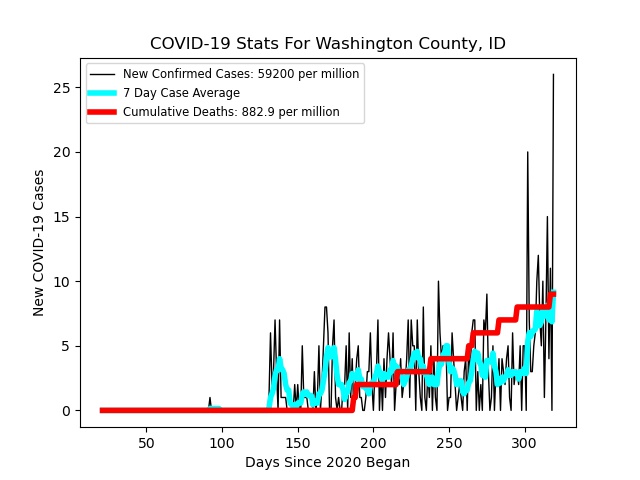 COVID-19 Stats For Washington County, ID
New Confirmed Cases: 59200 per million
7 Day Case Average
Cumulative Deaths: 882.9 per million
New COVID-19 Cases
25
20
15
10
5
0
50 100 150 200 250 300
Days Since 2020 Began